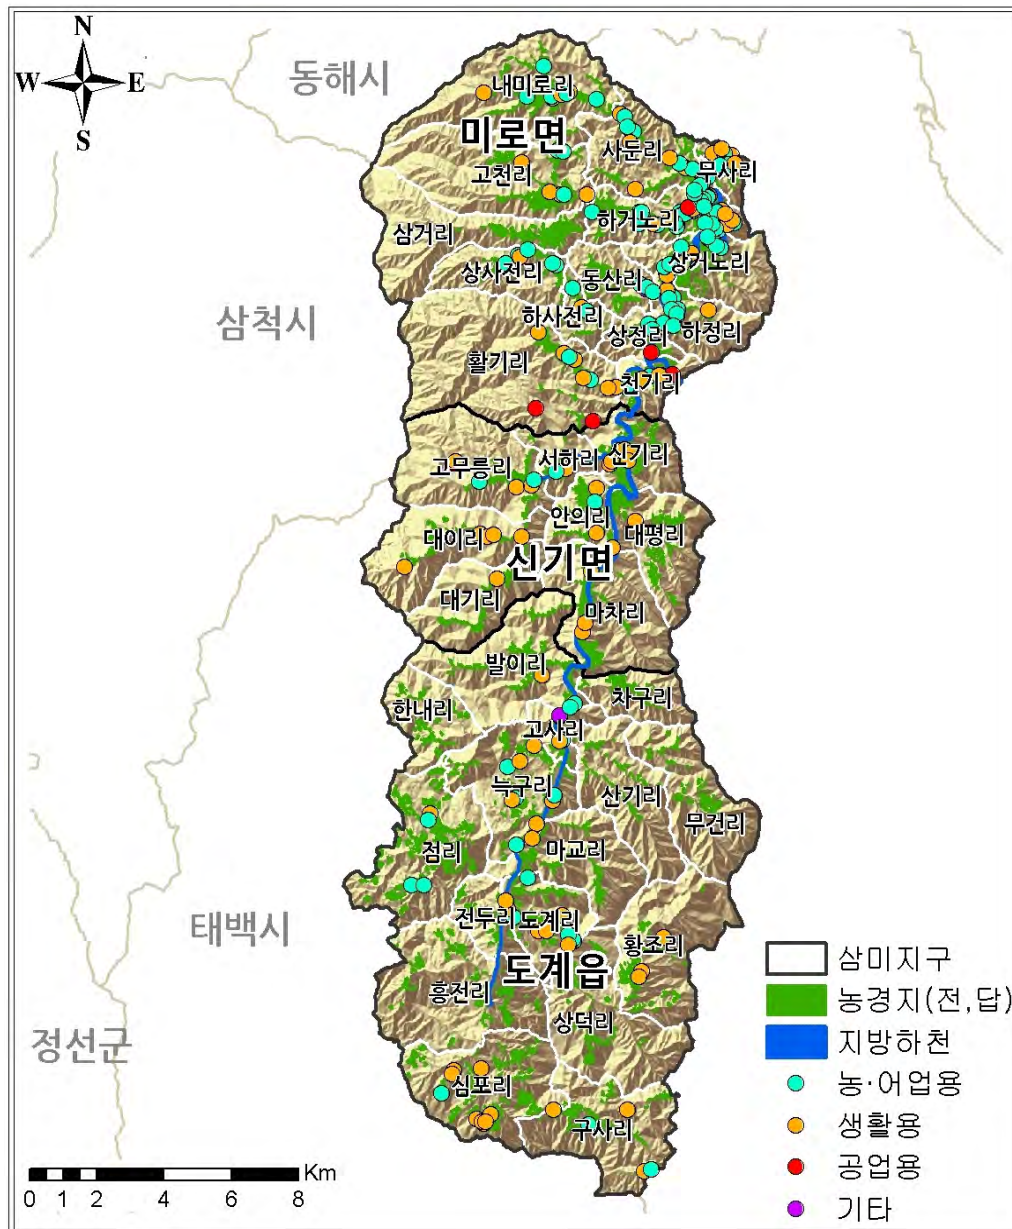 N
W
E
S
동해시
내미로리
미로면
사둔리
무사리
고천리
하거노리
삼거리
상거노리
상사전리
동산리
삼척시
하사전리
상정리
하정리
활기리
천기리
고무릉리
서하리
신기리
안의리
대이리
대평리
신기면
대기리
마차리
발이리
차구리
한내리
고사리
늑구리
산기리
무건리
점리
마교리
태백시
전두리
도계리
황조리
도계읍
흥전리
상덕리
정선군
심포리
구사리
삼미지구
농경지(전,답)
지방하천
농·어업용
생활용
공업용
기타
Km
0 1 2 4 6 8